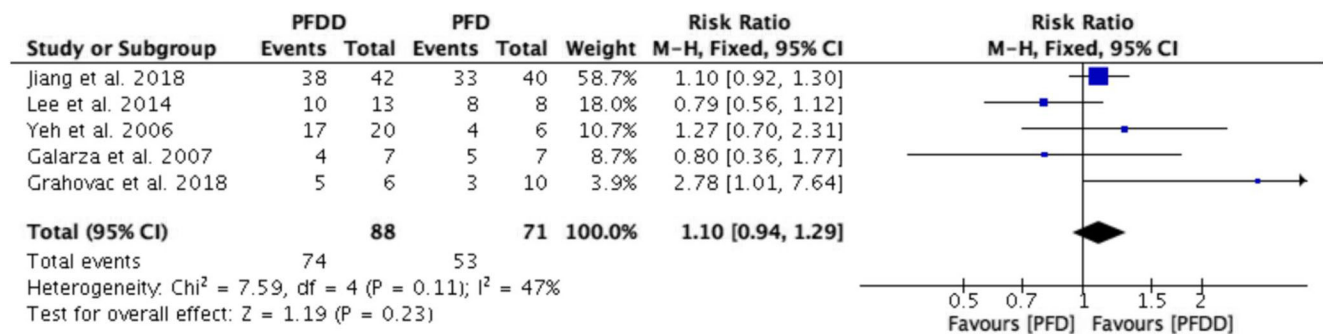 PFDD PFD Risk Ratio Risk Ratio
Study or Subgroup Events Total Events Total Weight M-H, Fixed, 95% CI M-H, Fixed, 95% CI
Jiang et al. 2018 38 42 33 40 58.7% 1.10 [0.92, 1.30]
Lee et al. 2014 10 13 8 8 18.0% 0.79 [0.56, 1.12]
Yeh et al. 2006 17 20 4 6 10.7% 1.27 [0.70, 2.31]
Galarza et al. 2007 4 7 5 7 8.7% 0.80 [0.36, 1.77]
Grahovac et al. 2018 5 6 3 10 3.9% 2.78 [1.01, 7.64]
Total (95% CI) 88 71 100.0% 1.10 [0.94, 1.29]
Total events 74 53
Heterogeneity: Chi² = 7.59, df = 4 (P = 0.11); I² = 47%
Test for overall effect: Z = 1.19 (P = 0.23)
0.5 0.7 1 1.5 2
Favours [PFD] Favours [PFDD]